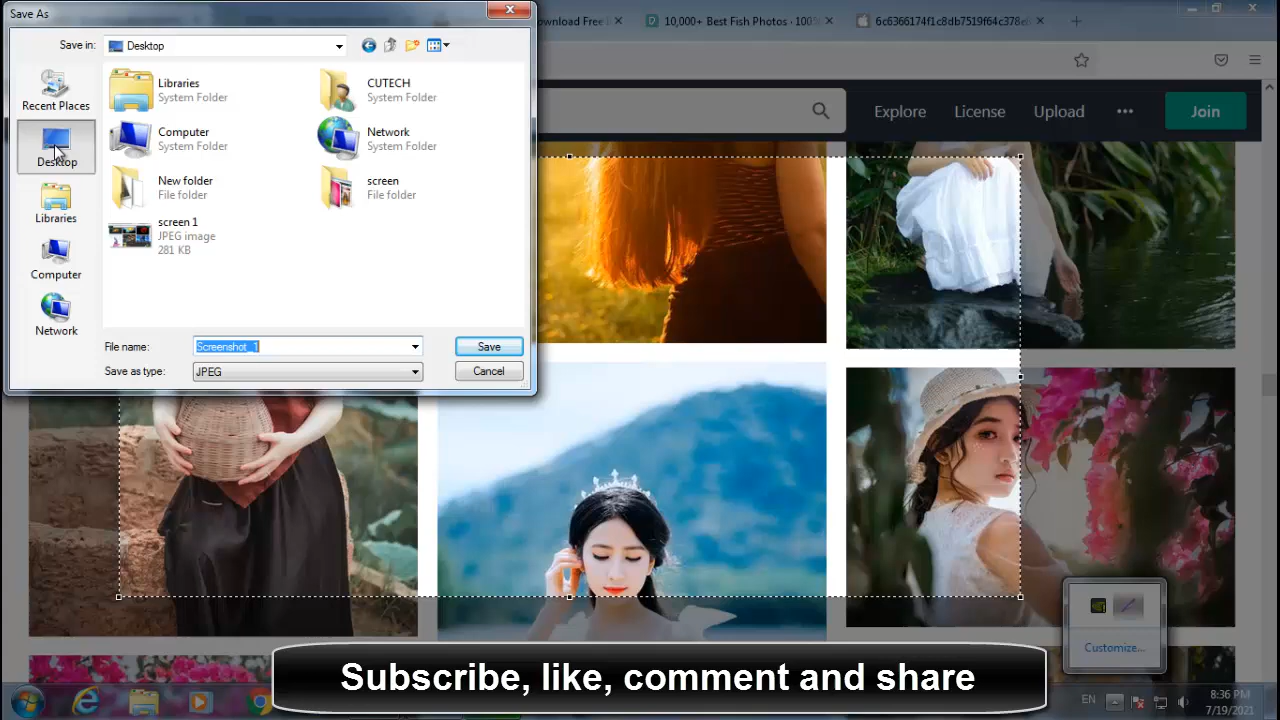 Save As
Download Free
10,000+ Best Fish Photos · 100%
6c6366174f1c8db7519f64c378e
Save in:
Desktop
Recent Places
Desktop
Libraries
Computer
Network
Libraries
System Folder
CUTECH
System Folder
Computer
System Folder
Network
System Folder
New folder
File folder
screen
File folder
screen 1
JPEG image
281 KB
File name:
Screenshot_1
Save
Save as type:
JPEG
Cancel
Explore
License
Upload
Join
Customize...
Subscribe, like, comment and share
EN
8:36 PM
7/19/2021